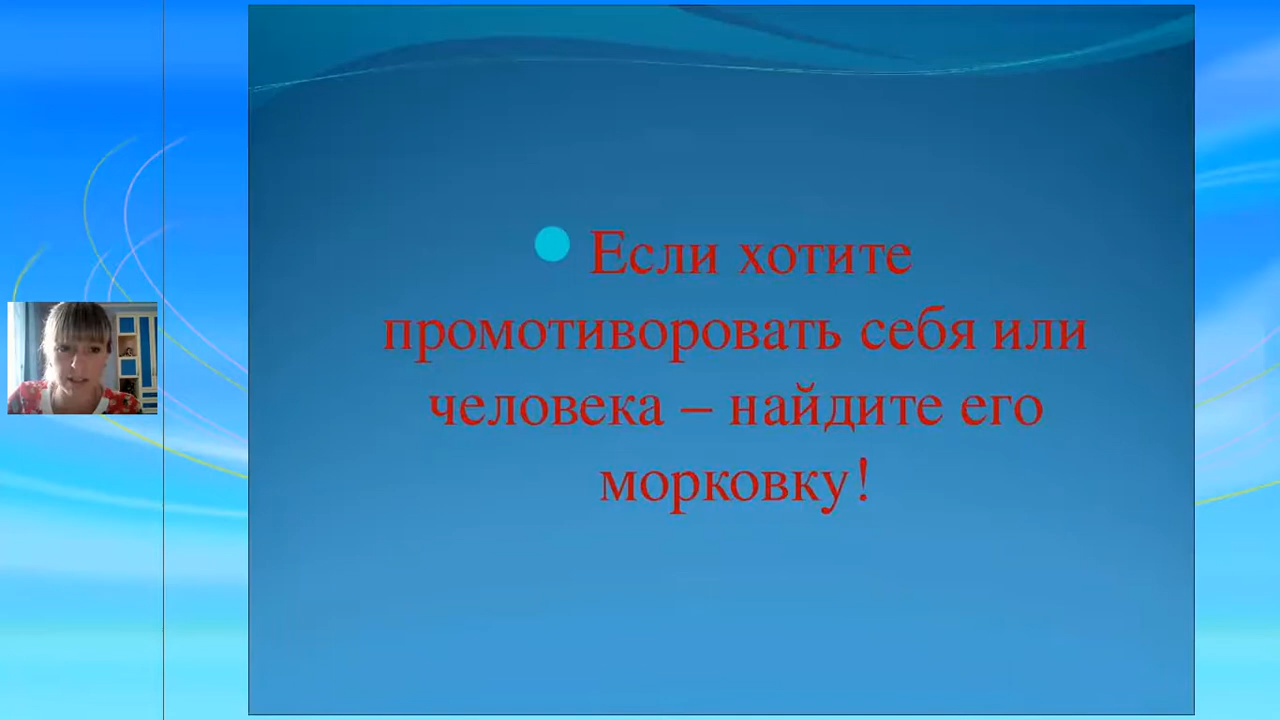 Если хотите
промотиворовать себя или
человека – найдите его
морковку!